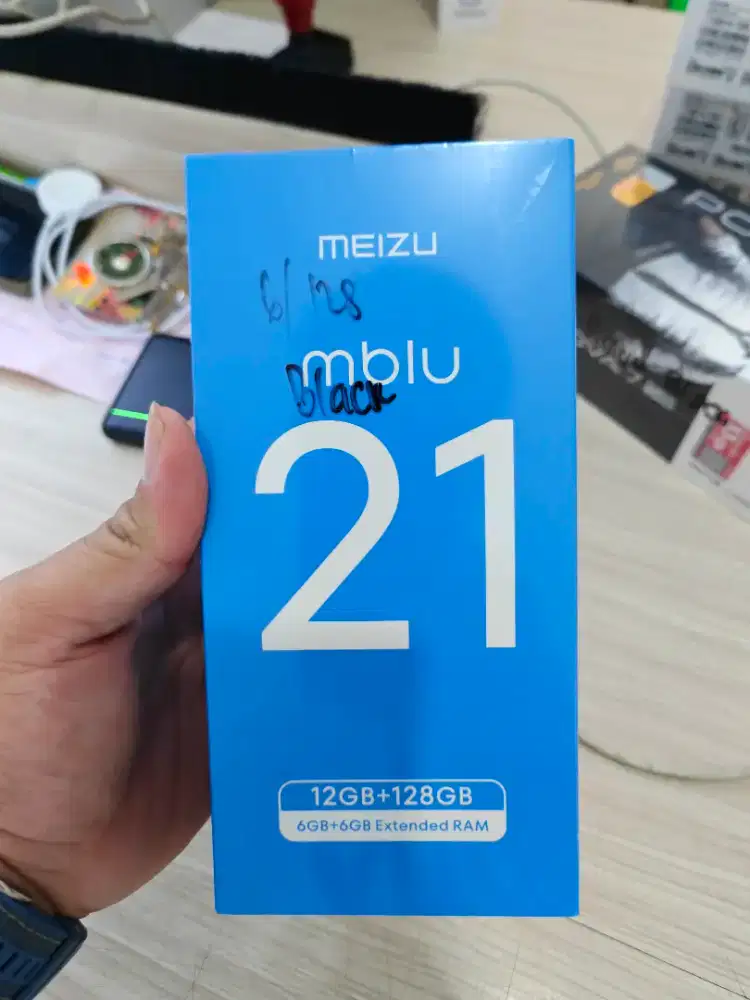 MEIZU
6/128
mblu
Black
21
12GB+128GB
6GB+6GB Extended RAM